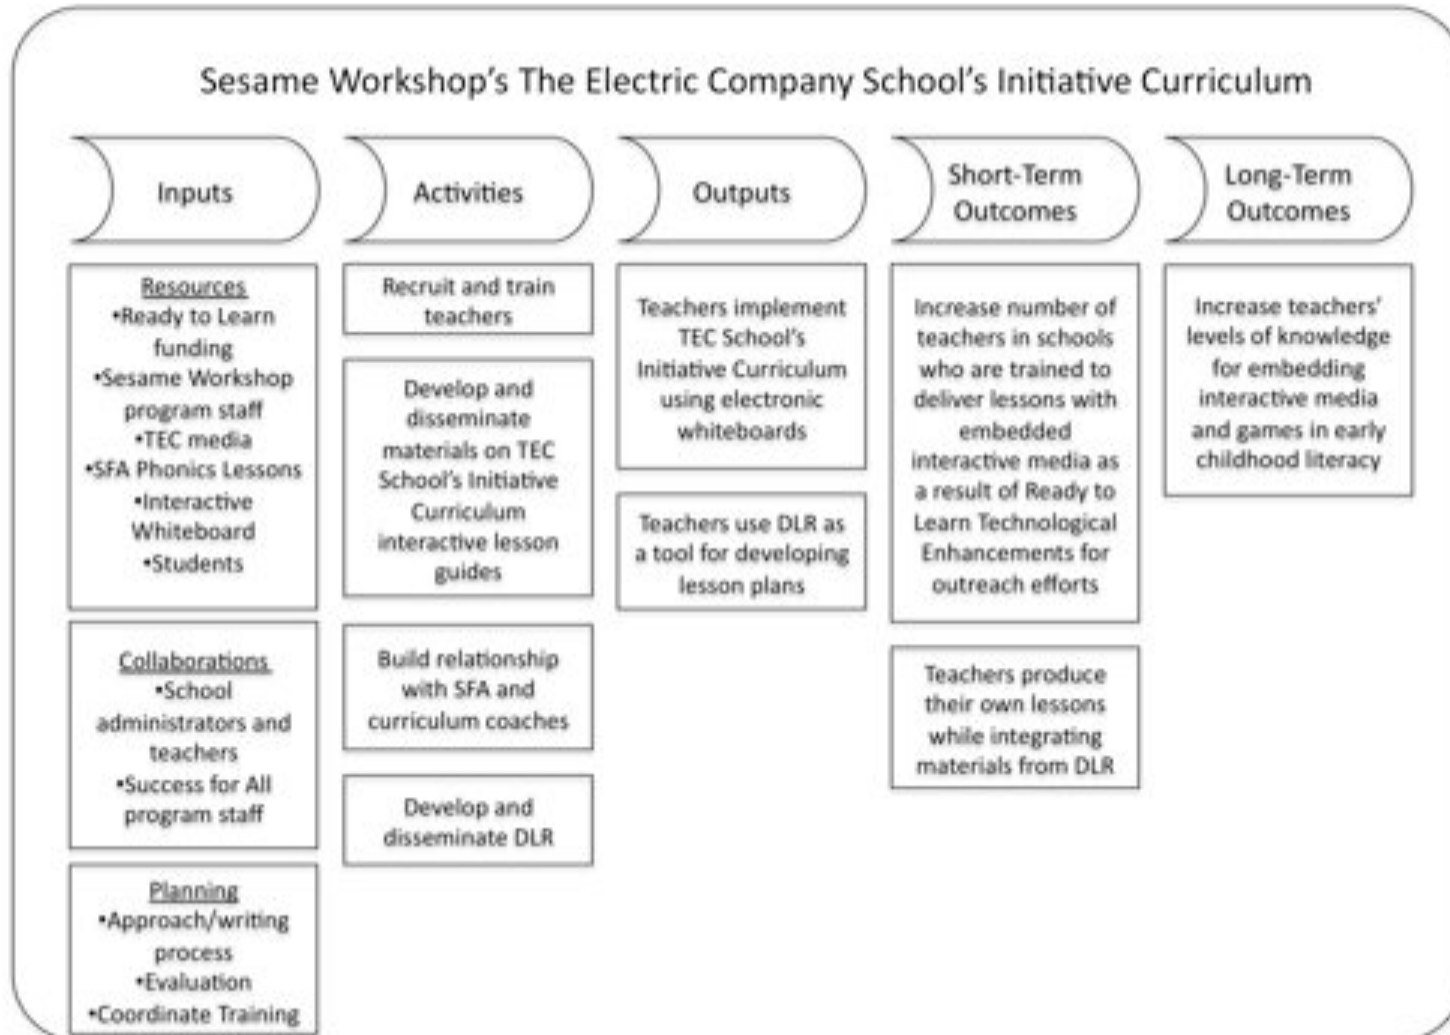 Sesame Workshop's The Electric Company School's Initiative Curriculum
Inputs
Resources
•Ready to Learn
funding
•Sesame Workshop
program staff
•TEC media
•SFA Phonics Lessons
•Interactive
Whiteboard
•Students
Collaborations
•School
administrators and
teachers
•Success for All
program staff
Planning
•Approach/writing
process
•Evaluation
•Coordinate Training
Activities
Recruit and train
teachers
Develop and
disseminate
materials on TEC
School's Initiative
Curriculum
interactive lesson
guides
Build relationship
with SFA and
curriculum coaches
Develop and
disseminate DLR
Outputs
Teachers implement
TEC School's
Initiative Curriculum
using electronic
whiteboards
Teachers use DLR as
a tool for developing
lesson plans
Short-Term
Outcomes
Increase number of
teachers in schools
who are trained to
deliver lessons with
embedded
interactive media as
a result of Ready to
Learn Technological
Enhancements for
outreach efforts
Teachers produce
their own lessons
while integrating
materials from DLR
Long-Term
Outcomes
Increase teachers'
levels of knowledge
for embedding
interactive media
and games in early
childhood literacy